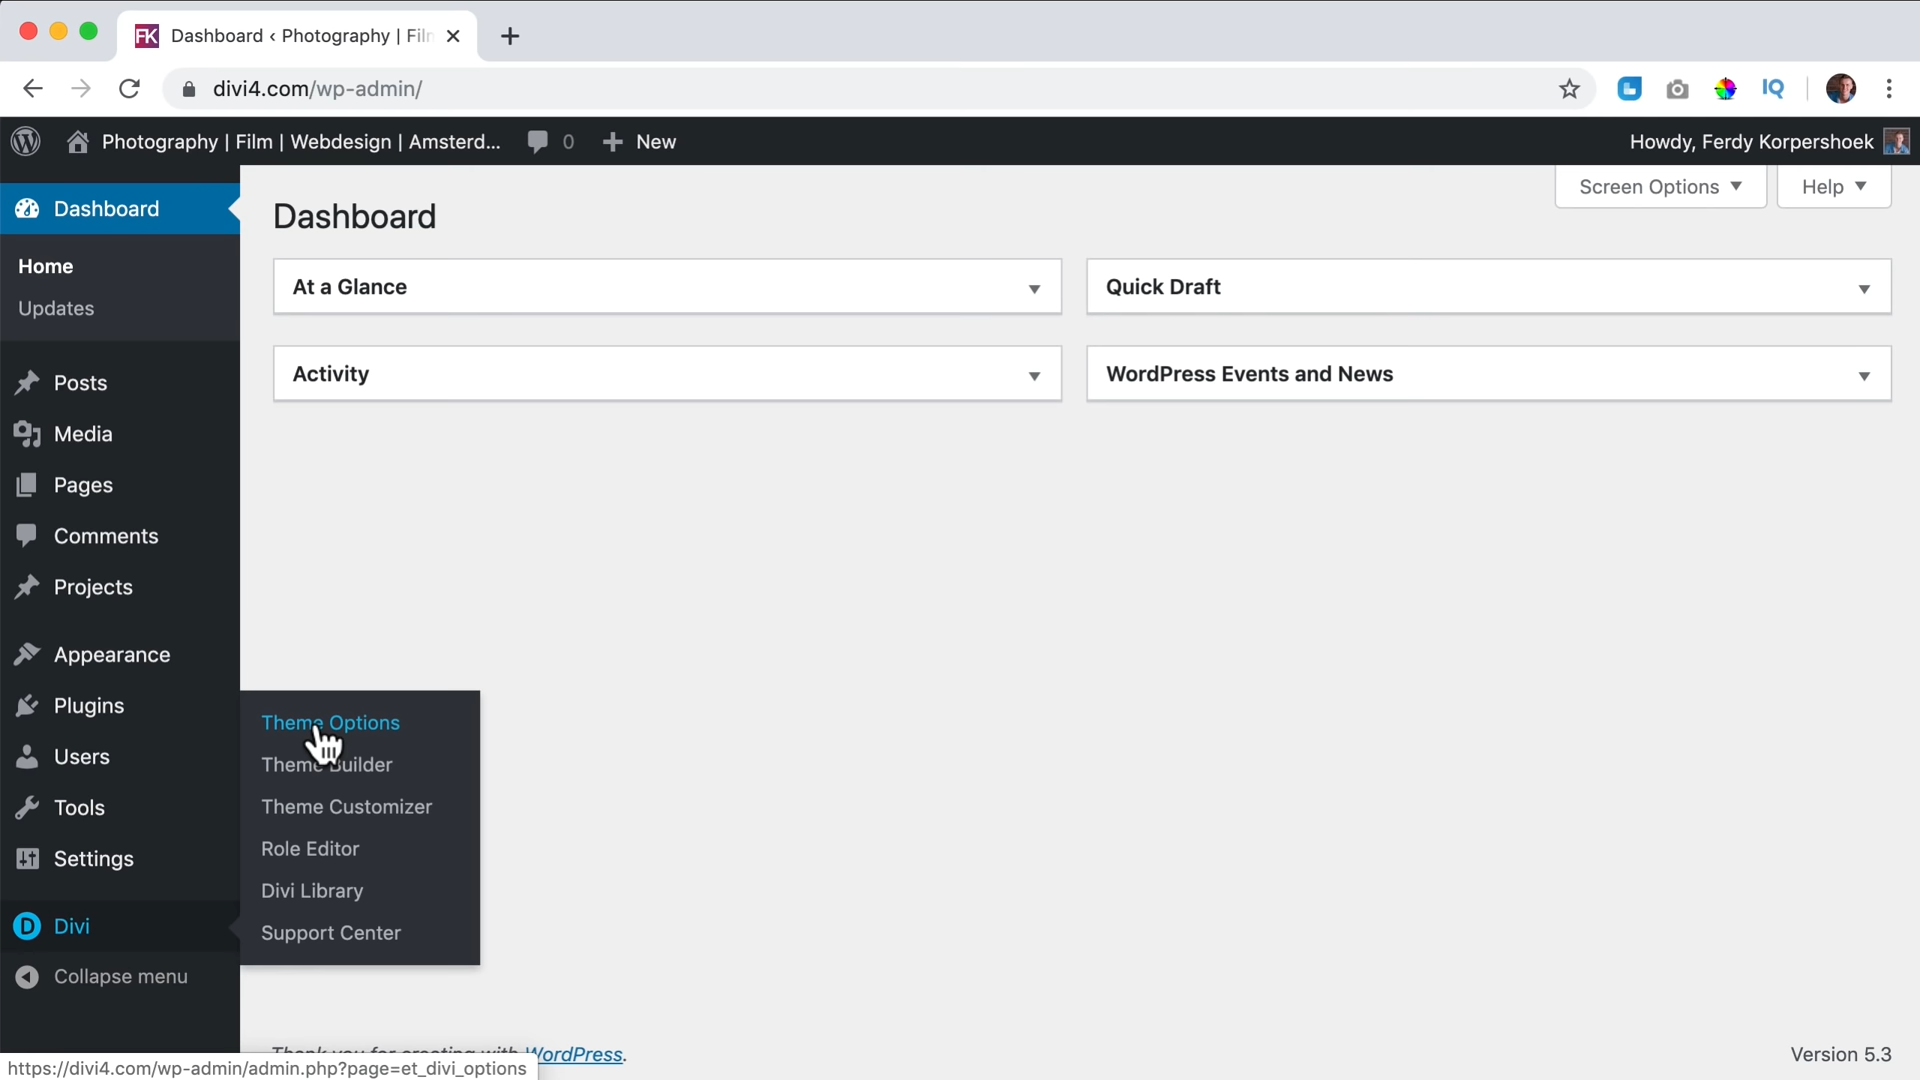 FK Dashboard ‹ Photography | Fil
divi4.com/wp-admin/
IQ
Photography | Film | Webdesign | Amsterd... 0 New
Howdy, Ferdy Korpershoek
Screen Options
Help
Dashboard
Home
Updates
Posts
Media
Pages
Comments
Projects
Appearance
Plugins
Users
Tools
Settings
D Divi
Collapse menu
Dashboard
At a Glance
Quick Draft
Activity
WordPress Events and News
Theme Options
Theme Builder
Theme Customizer
Role Editor
Divi Library
Support Center
Thank you for creating with WordPress.
Version 5.3
https://divi4.com/wp-admin/admin.php?page=et_divi_options